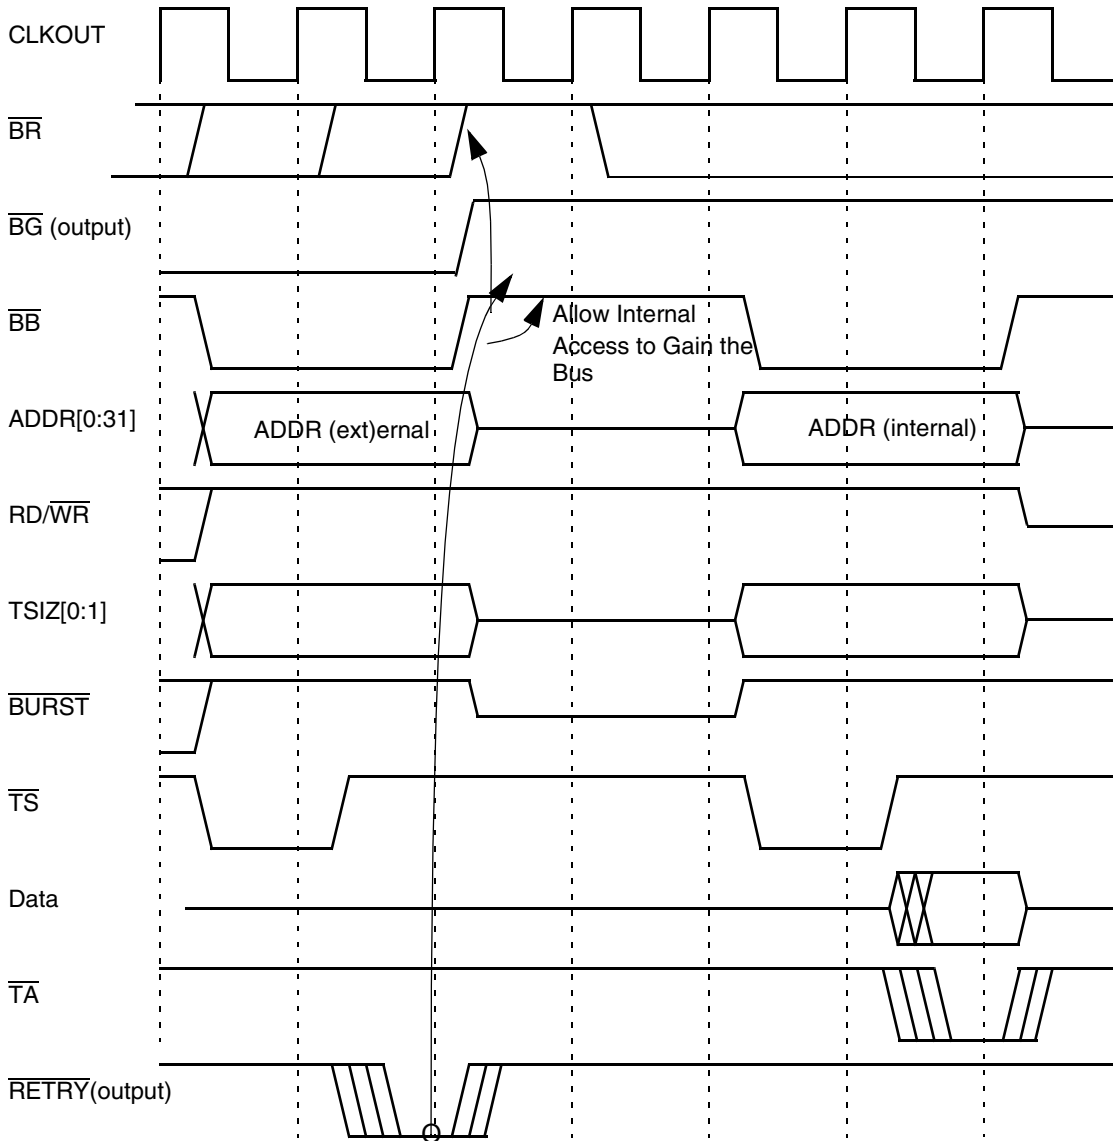 CLKOUT
BR
BG (output)
BB
Allow Internal
Access to Gain the
Bus
ADDR[0:31]
ADDR (ext)ernal
ADDR (internal)
RD/WR
TSIZ[0:1]
BURST
TS
Data
TA
RETRY(output)